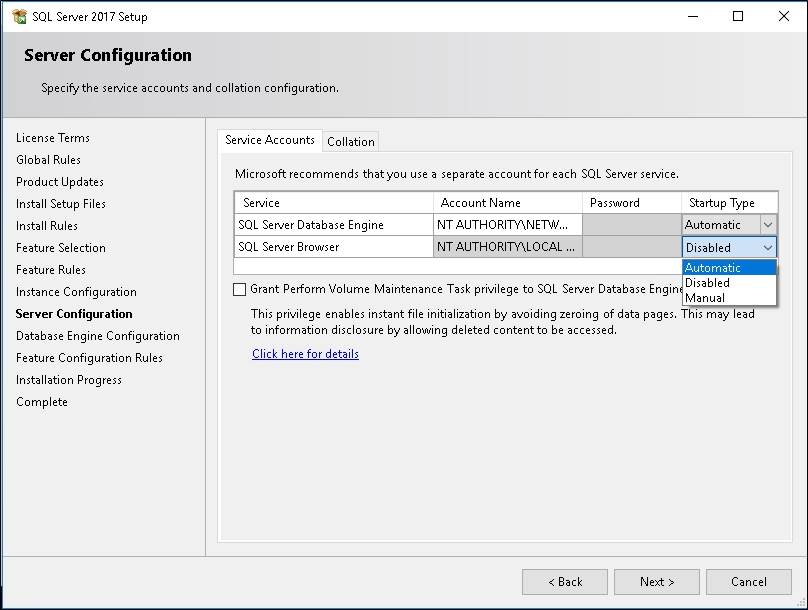 SQL Server 2017 Setup
Server Configuration
Specify the service accounts and collation configuration.
License Terms
Global Rules
Product Updates
Install Setup Files
Install Rules
Feature Selection
Feature Rules
Instance Configuration
Server Configuration
Database Engine Configuration
Feature Configuration Rules
Installation Progress
Complete
Service Accounts Collation
Microsoft recommends that you use a separate account for each SQL Server service.
Service Account Name Password Startup Type
SQL Server Database Engine NT AUTHORITY\NETW... Automatic
SQL Server Browser NT AUTHORITY\LOCAL ... Disabled
Automatic
Disabled
Manual
Grant Perform Volume Maintenance Task privilege to SQL Server Database Engine
This privilege enables instant file initialization by avoiding zeroing of data pages. This may lead
to information disclosure by allowing deleted content to be accessed.
Click here for details
< Back Next > Cancel